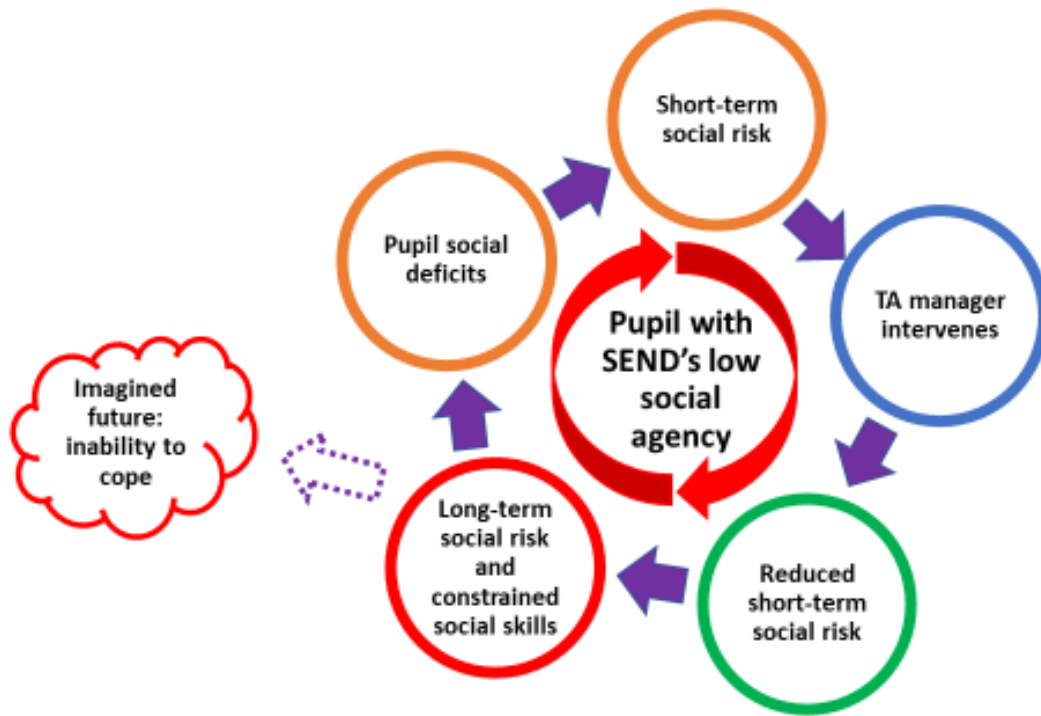 Short-term
social risk
Pupil social
deficits
TA manager
intervenes
Pupil with
SEND's low
social
agency
Imagined
future:
inability to
cope
Long-term
social risk
and
constrained
social skills
Reduced
short-term
social risk